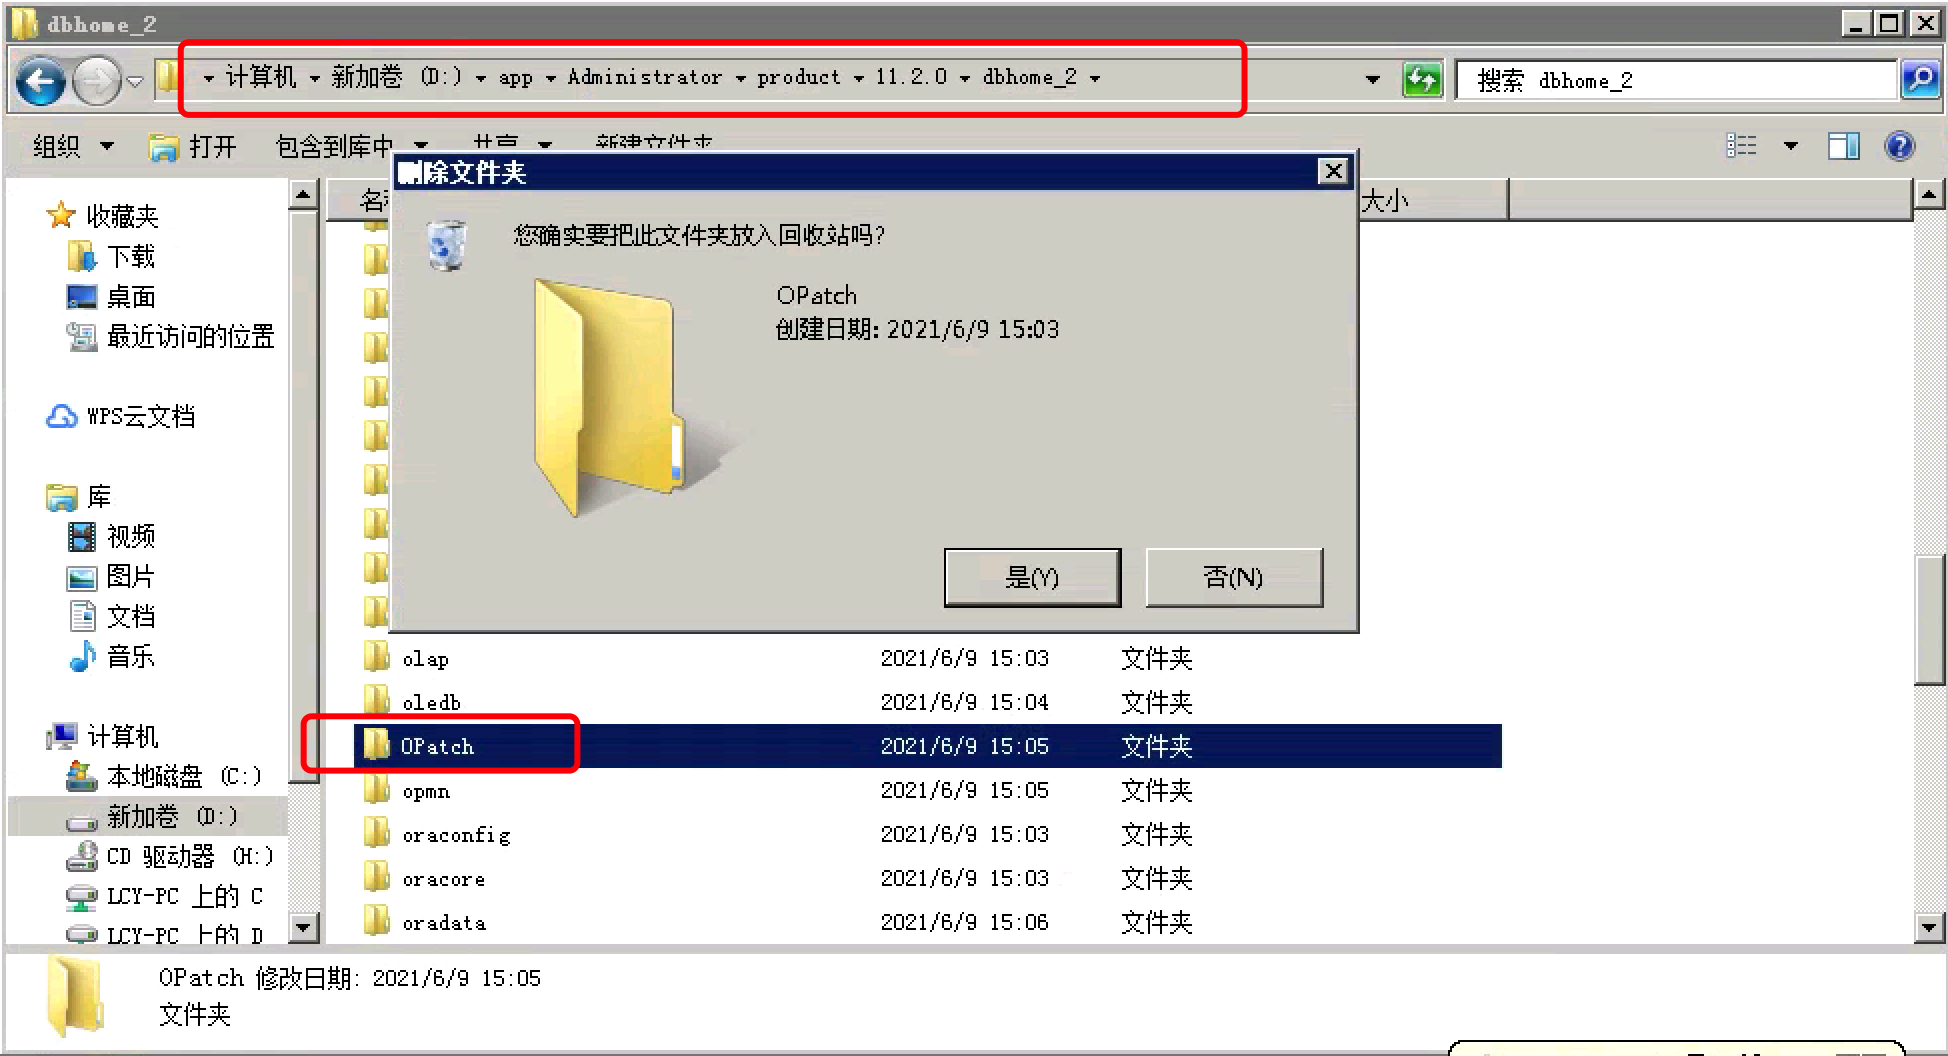 dbhome_2
计算机 新加卷 (D:) app Administrator product 11.2.0 dbhome_2
搜索 dbhome_2
组织 打开 包含到库中 共享 新建文件夹
删除文件夹
大小
您确实要把此文件夹放入回收站吗?
OPatch
创建日期: 2021/6/9 15:03
是(Y) 否(N)
收藏夹
下载
桌面
最近访问的位置
WPS云文档
库
视频
图片
文档
音乐
计算机
本地磁盘 (C:)
新加卷 (D:)
CD 驱动器 (H:)
LCY-PC 上的 C
LCY-PC 上的 D
olap 2021/6/9 15:03 文件夹
oledb 2021/6/9 15:04 文件夹
OPatch 2021/6/9 15:05 文件夹
opmn 2021/6/9 15:05 文件夹
oraconfig 2021/6/9 15:03 文件夹
oracore 2021/6/9 15:03 文件夹
oradata 2021/6/9 15:06 文件夹
OPatch 修改日期: 2021/6/9 15:05
文件夹